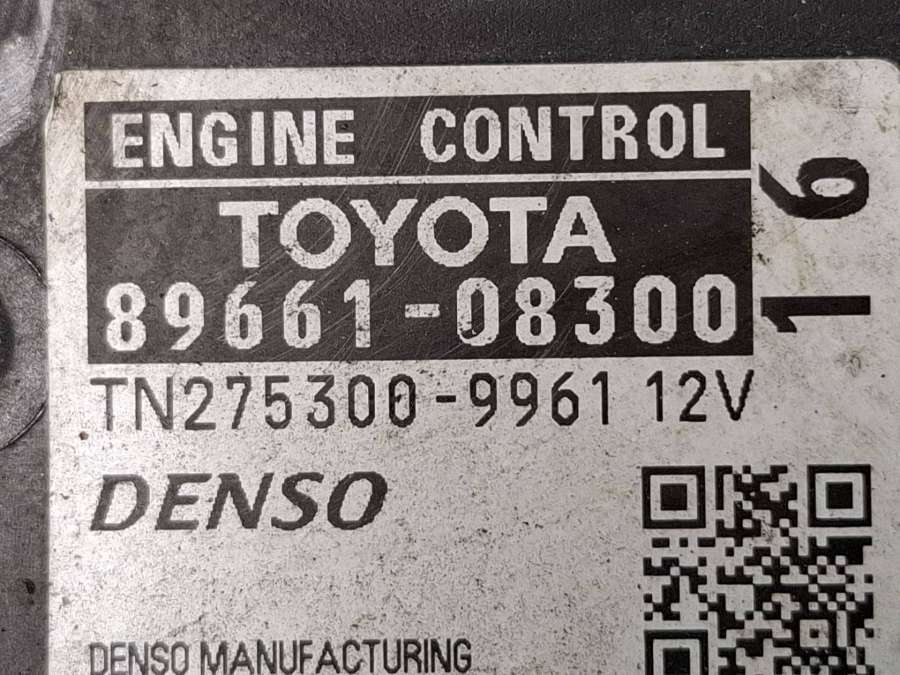 ENGINE CONTROL
TOYOTA
89661-08300
TN275300-9961 12V
DENSO
DENSO MANUFACTURING
16